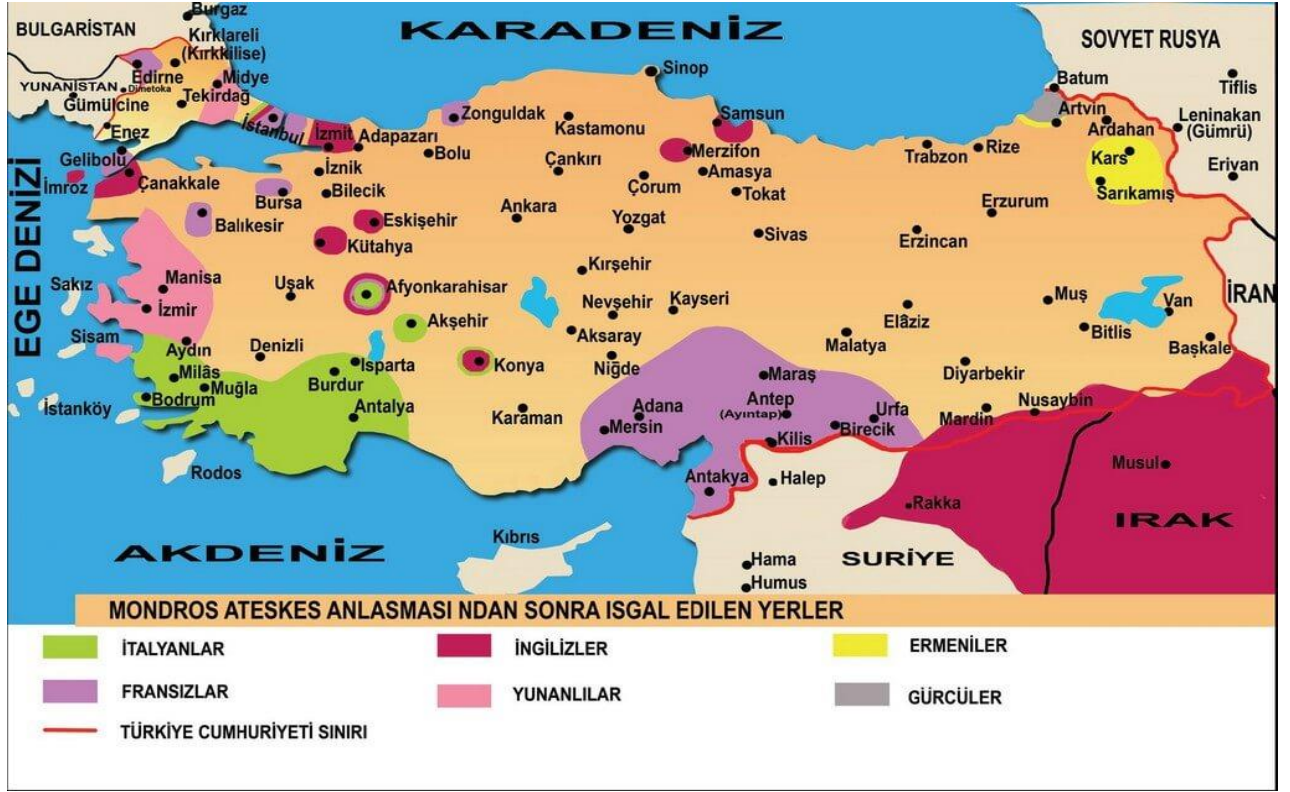 Burgaz
BULGARİSTAN
Kırklareli
(Kırkkilise)
KARADENİZ
SOVYET RUSYA
Edirne
Dimetoka
Midye
YUNANİSTAN
Gümülcine
Tekirdağ
Enez
İstanbul
İzmit
Adapazarı
Zonguldak
Sinop
Kastamonu
Samsun
Batum
Tiflis
Artvin
Ardahan
Leninakan
(Gümrü)
Gelibolu
İmroz
Çanakkale
İznik
Bilecik
Bolu
Çankırı
Merzifon
Amasya
Çorum
Tokat
Trabzon
Rize
Kars
Sarıkamış
Erivan
EGE DENİZİ
Bursa
Balıkesir
Eskişehir
Kütahya
Ankara
Yozgat
Sivas
Erzurum
Erzincan
Sakız
Manisa
İzmir
Uşak
Afyonkarahisar
Kırşehir
Nevşehir
Kayseri
Elâziz
Muş
Van
İRAN
Bitlis
Başkale
Sisam
Aydın
Denizli
Akşehir
Aksaray
Niğde
Malatya
Milâs
Muğla
Bodrum
Isparta
Burdur
Konya
Maraş
Diyarbekir
İstanköy
Antalya
Karaman
Adana
Mersin
Antep
(Ayıntap)
Urfa
Birecik
Mardin
Nusaybin
Kilis
Rodos
Antakya
Halep
Musul
Rakka
IRAK
AKDENİZ
Kıbrıs
SURİYE
Hama
Humus
MONDROS ATESKES ANLASMASI NDAN SONRA ISGAL EDILEN YERLER
İTALYANLAR
İNGİLİZLER
ERMENİLER
FRANSIZLAR
YUNANLILAR
GÜRCÜLER
TÜRKİYE CUMHURİYETİ SINIRI